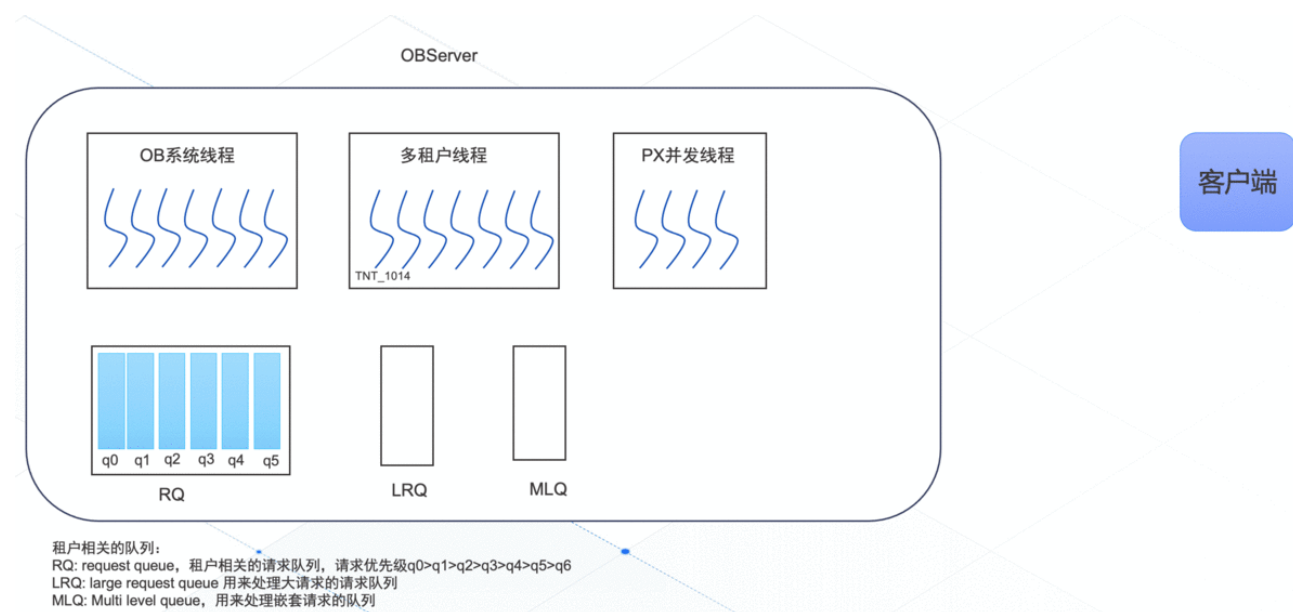 OBServer
OB系统线程
多租户线程
PX并发线程
客户端
TNT_1014
q0 q1 q2 q3 q4 q5
RQ
LRQ
MLQ
租户相关的队列：
RQ: request queue，租户相关的请求队列，请求优先级q0>q1>q2>q3>q4>q5>q6
LRQ: large request queue 用来处理大请求的请求队列
MLQ: Multi level queue，用来处理嵌套请求的队列